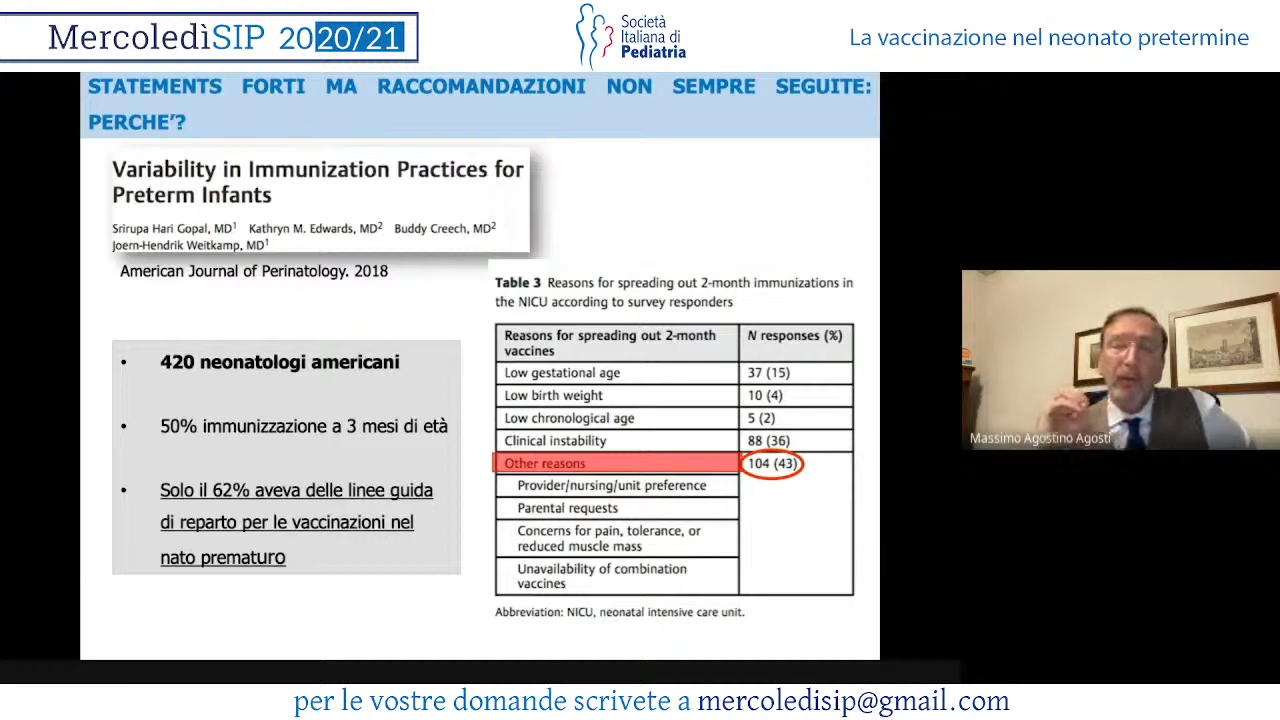 MercoledìSIP 2020/21
Società
Italiana di
Pediatria
La vaccinazione nel neonato pretermine
STATEMENTS FORTI MA RACCOMANDAZIONI NON SEMPRE SEGUITE:
PERCHE'?
Variability in Immunization Practices for
Preterm Infants
Srirupa Hari Gopal, MD1 Kathryn M. Edwards, MD2 Buddy Creech, MD2
Joern-Hendrik Weitkamp, MD1
American Journal of Perinatology. 2018
• 420 neonatologi americani
• 50% immunizzazione a 3 mesi di età
• Solo il 62% aveva delle linee guida
di reparto per le vaccinazioni nel
nato prematuro
Table 3 Reasons for spreading out 2-month immunizations in
the NICU according to survey responders
Reasons for spreading out 2-month
vaccines
N responses (%)
Low gestational age 37 (15)
Low birth weight 10 (4)
Low chronological age 5 (2)
Clinical instability 88 (36)
Other reasons 104 (43)
Provider/nursing/unit preference
Parental requests
Concerns for pain, tolerance, or
reduced muscle mass
Unavailability of combination
vaccines
Abbreviation: NICU, neonatal intensive care unit.
Massimo Agostino Agosti
per le vostre domande scrivete a mercoledisip@gmail.com